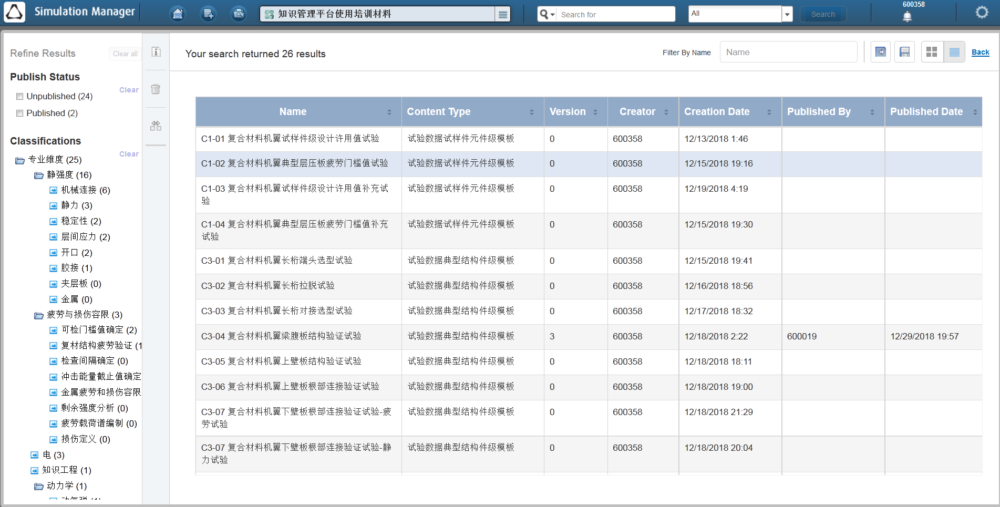 Simulation Manager
知识管理平台使用培训材料
Search for
All
Search
600358
Refine Results
Clear all
Publish Status
Clear
Unpublished (24)
Published (2)
Classifications
Clear
专业维度 (25)
静强度 (16)
机械连接 (6)
静力 (3)
稳定性 (2)
层间应力 (2)
开口 (2)
胶接 (1)
夹层板 (0)
金属 (0)
疲劳与损伤容限 (3)
可检门槛值确定 (2)
复材结构疲劳验证 (1
检查间隔确定 (0)
冲击能量截止值确定
金属疲劳和损伤容限
剩余强度分析 (0)
疲劳载荷谱编制 (0)
损伤定义 (0)
电 (3)
知识工程 (1)
动力学 (1)
Your search returned 26 results
Filter By Name
Name
Back
Name Content Type Version Creator Creation Date Published By Published Date
C1-01 复合材料机翼试样件级设计许用值试验 试验数据试样件元件级模板 0 600358 12/13/2018 1:46
C1-02 复合材料机翼典型层压板疲劳门槛值试验 试验数据试样件元件级模板 0 600358 12/15/2018 19:16
C1-03 复合材料机翼试样件级设计许用值补充试 试验数据试样件元件级模板 0 600358 12/19/2018 4:19
验
C1-04 复合材料机翼典型层压板疲劳门槛值补充 试验数据试样件元件级模板 0 600358 12/15/2018 19:30
试验
C3-01 复合材料机翼长桁端头选型试验 试验数据典型结构件级模板 0 600358 12/15/2018 19:41
C3-02 复合材料机翼长桁拉脱试验 试验数据典型结构件级模板 0 600358 12/16/2018 18:56
C3-03 复合材料机翼长桁对接选型试验 试验数据典型结构件级模板 0 600358 12/17/2018 18:32
C3-04 复合材料机翼梁腹板结构验证试验 试验数据典型结构件级模板 3 600358 12/18/2018 2:22 600019 12/29/2018 19:57
C3-05 复合材料机翼上壁板结构验证试验 试验数据典型结构件级模板 0 600358 12/18/2018 18:11
C3-06 复合材料机翼上壁板根部连接验证试验 试验数据典型结构件级模板 0 600358 12/18/2018 19:00
C3-07 复合材料机翼下壁板根部连接验证试验-疲 试验数据典型结构件级模板 0 600358 12/18/2018 21:29
劳试验
C3-07 复合材料机翼下壁板根部连接验证试验-静 试验数据典型结构件级模板 0 600358 12/18/2018 20:04
力试验